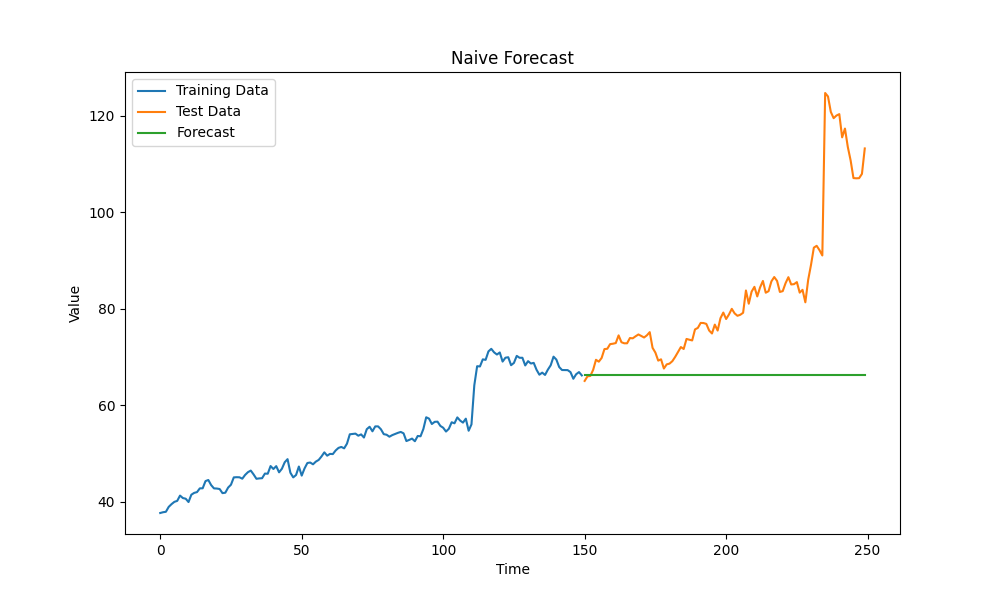 Naive Forecast
Training Data
Test Data
Forecast
120
100
80
60
40
Value
0 50 100 150 200 250
Time